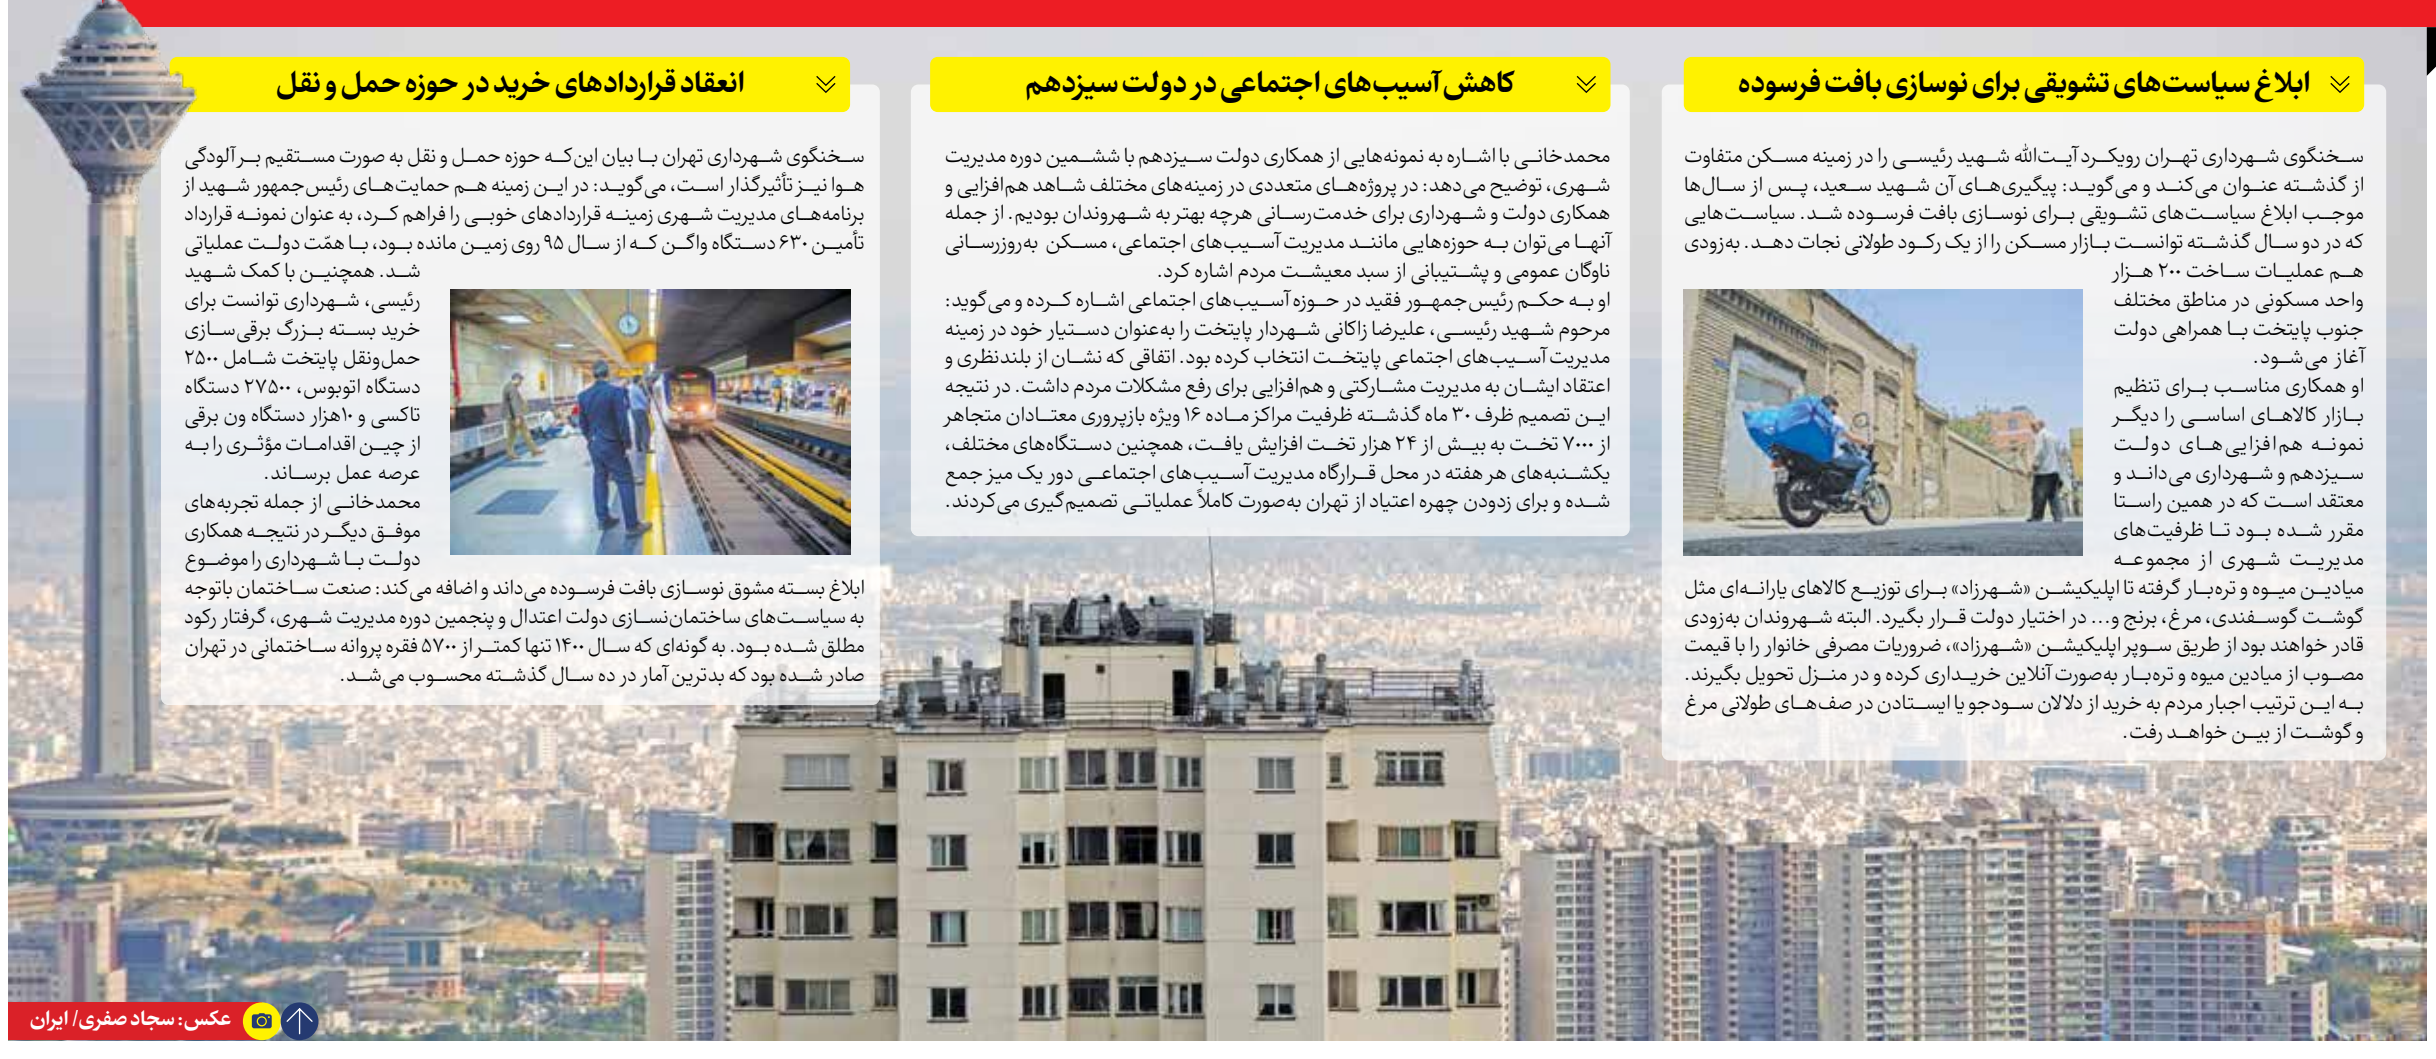 ابلاغ سیاست‌های تشویقی برای نوسازی بافت فرسوده
سخنگوی شهرداری تهران رویکرد آیت‌الله شهید رئیسی را در زمینه مسکن متفاوت
از گذشته عنوان می‌کند و می‌گوید: پیگیری‌های آن شهید سعید، پس از سال‌ها
موجب ابلاغ سیاست‌های تشویقی برای نوسازی بافت فرسوده شد. سیاست‌هایی
که در دو سال گذشته توانست بازار مسکن را از یک رکود طولانی نجات دهد. به‌زودی
هم عملیات ساخت ۲۰۰ هزار
واحد مسکونی در مناطق مختلف
جنوب پایتخت با همراهی دولت
آغاز می‌شود.
او همکاری مناسب برای تنظیم
بازار کالاهای اساسی را دیگر
نمونه هم‌افزایی‌های دولت
سیزدهم و شهرداری می‌داند و
معتقد است که در همین راستا
مقرر شده بود تا ظرفیت‌های
مدیریت شهری از مجموعه
میادین میوه و تره‌بار گرفته تا اپلیکیشن «شهرزاد» برای توزیع کالاهای یارانه‌ای مثل
گوشت گوسفندی، مرغ، برنج و... در اختیار دولت قرار بگیرد. البته شهروندان به‌زودی
قادر خواهند بود از طریق سوپر اپلیکیشن «شهرزاد»، ضروریات مصرفی خانوار را با قیمت
مصوب از میادین میوه و تره‌بار به‌صورت آنلاین خریداری کرده و در منزل تحویل بگیرند.
به این ترتیب اجبار مردم به خرید از دلالان سودجو یا ایستادن در صف‌های طولانی مرغ
و گوشت از بین خواهد رفت.
کاهش آسیب‌های اجتماعی در دولت سیزدهم
محمدخانی با اشاره به نمونه‌هایی از همکاری دولت سیزدهم با ششمین دوره مدیریت
شهری، توضیح می‌دهد: در پروژه‌های متعددی در زمینه‌های مختلف شاهد هم‌افزایی و
همکاری دولت و شهرداری برای خدمت‌رسانی هرچه بهتر به شهروندان بودیم. از جمله
آنها می‌توان به حوزه‌هایی مانند مدیریت آسیب‌های اجتماعی، مسکن به‌روزرسانی
ناوگان عمومی و پشتیبانی از سبد معیشت مردم اشاره کرد.
او به حکم رئیس‌جمهور فقید در حوزه آسیب‌های اجتماعی اشاره کرده و می‌گوید:
مرحوم شهید رئیسی، علیرضا زاکانی شهردار پایتخت را به‌عنوان دستیار خود در زمینه
مدیریت آسیب‌های اجتماعی پایتخت انتخاب کرده بود. اتفاقی که نشان از بلندنظری و
اعتقاد ایشان به مدیریت مشارکتی و هم‌افزایی برای رفع مشکلات مردم داشت. در نتیجه
این تصمیم ظرف ۳۰ ماه گذشته ظرفیت مراکز ماده ۱۶ ویژه بازپروری معتادان متجاهر
از ۷۰۰۰ تخت به بیش از ۲۴ هزار تخت افزایش یافت، همچنین دستگاه‌های مختلف،
یکشنبه‌های هر هفته در محل قرارگاه مدیریت آسیب‌های اجتماعی دور یک میز جمع
شده و برای زدودن چهره اعتیاد از تهران به‌صورت کاملاً عملیاتی تصمیم‌گیری می‌کردند.
انعقاد قراردادهای خرید در حوزه حمل و نقل
سخنگوی شهرداری تهران با بیان این‌که حوزه حمل و نقل به صورت مستقیم بر آلودگی
هوا نیز تأثیرگذار است، می‌گوید: در این زمینه هم حمایت‌های رئیس‌جمهور شهید از
برنامه‌های مدیریت شهری زمینه قراردادهای خوبی را فراهم کرد، به عنوان نمونه قرارداد
تأمین ۶۳۰ دستگاه واگن که از سال ۹۵ روی زمین مانده بود، با همّت دولت عملیاتی
شد. همچنین با کمک شهید
رئیسی، شهرداری توانست برای
خرید بسته بزرگ برقی‌سازی
حمل‌ونقل پایتخت شامل ۲۵۰۰
دستگاه اتوبوس، ۲۷۵۰۰ دستگاه
تاکسی و ۱۰هزار دستگاه ون برقی
از چین اقدامات مؤثری را به
عرصه عمل برساند.
محمدخانی از جمله تجربه‌های
موفق دیگر در نتیجه همکاری
دولت با شهرداری را موضوع
ابلاغ بسته مشوق نوسازی بافت فرسوده می‌داند و اضافه می‌کند: صنعت ساختمان باتوجه
به سیاست‌های ساختمان‌نسازی دولت اعتدال و پنجمین دوره مدیریت شهری، گرفتار رکود
مطلق شده بود. به گونه‌ای که سال ۱۴۰۰ تنها کمتر از ۵۷۰۰ فقره پروانه ساختمانی در تهران
صادر شده بود که بدترین آمار در ده سال گذشته محسوب می‌شد.
عکس: سجاد صفری/ ایران